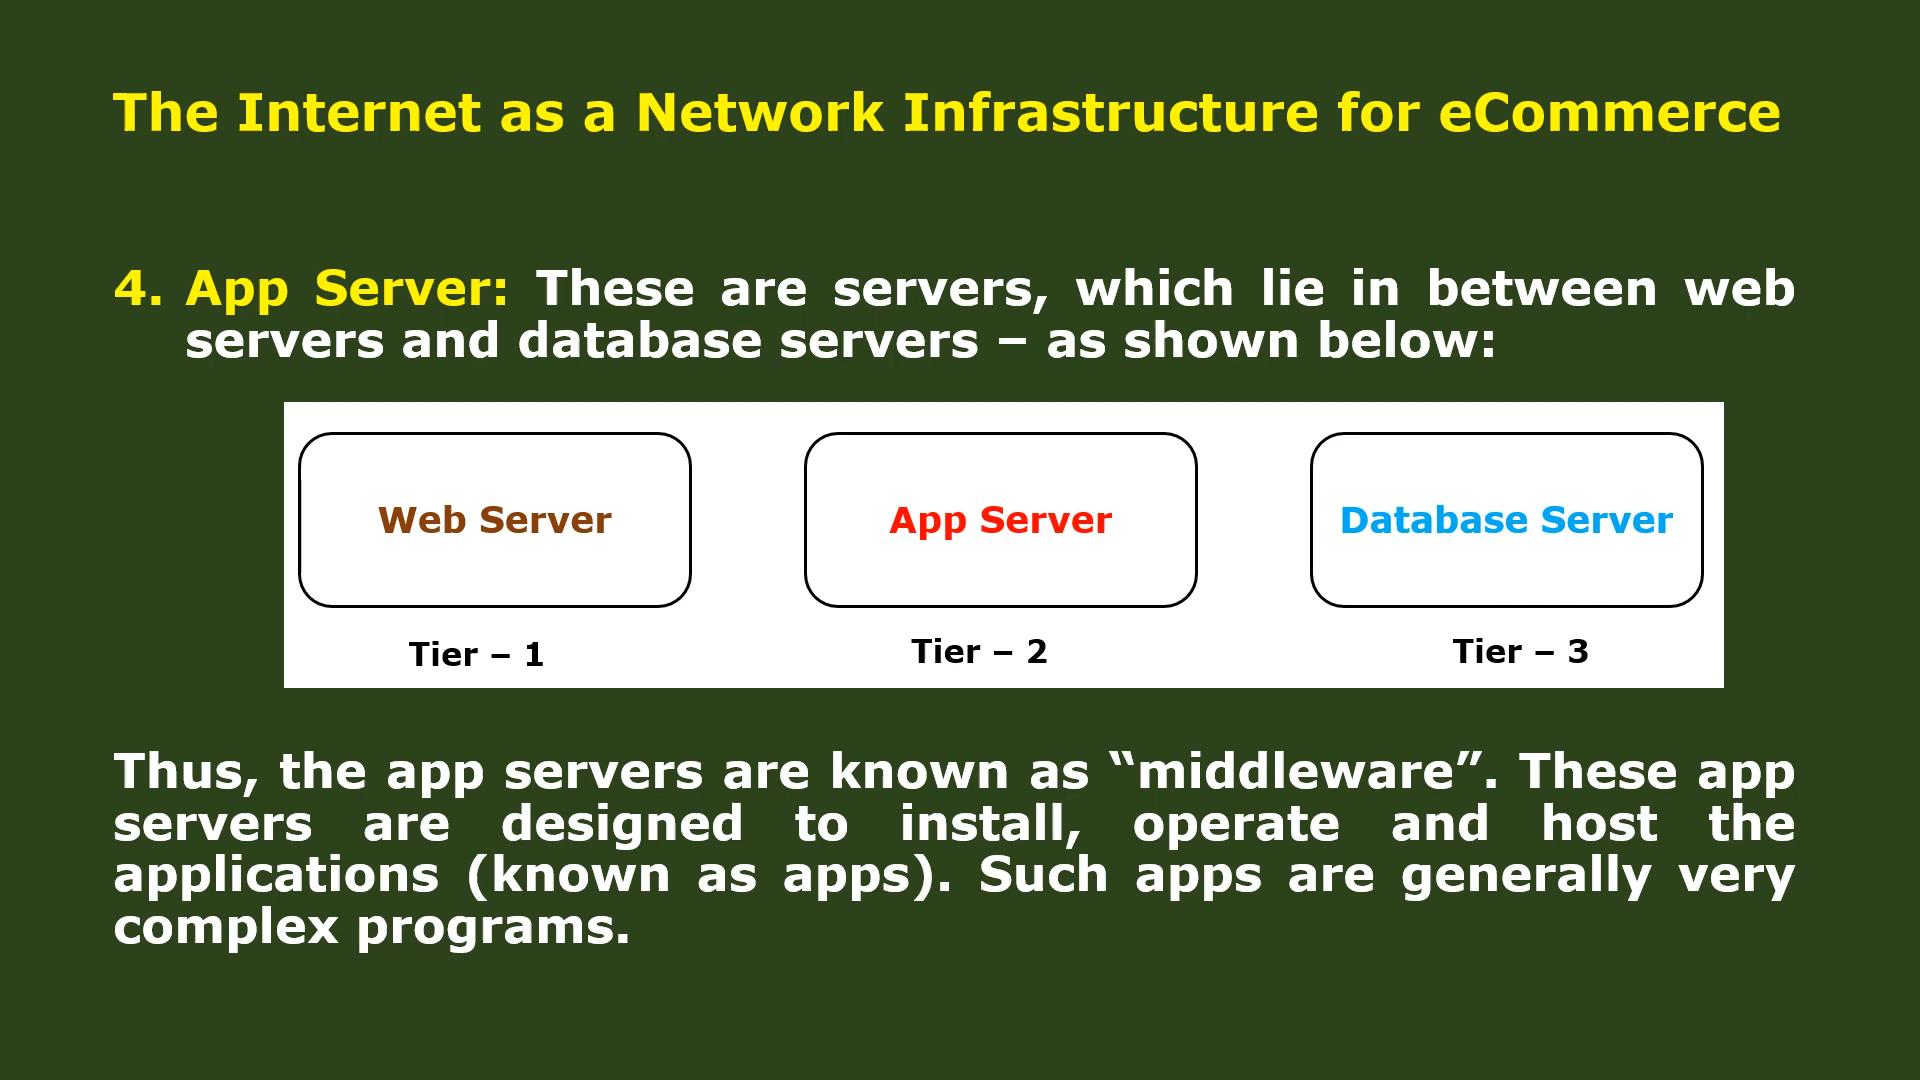 The Internet as a Network Infrastructure for eCommerce
4. App Server: These are servers, which lie in between web
servers and database servers – as shown below:
Web Server App Server Database Server
Tier – 1 Tier – 2 Tier – 3
Thus, the app servers are known as “middleware”. These app
servers are designed to install, operate and host the
applications (known as apps). Such apps are generally very
complex programs.